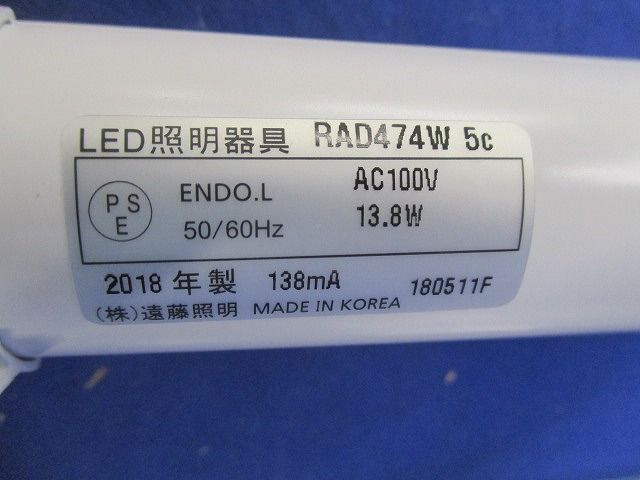 LED照明器具 RAD474W 5c
PSE ENDO.L AC100V
50/60Hz 13.8W
2018 年製 138mA 180511F
(株)遠藤照明 MADE IN KOREA